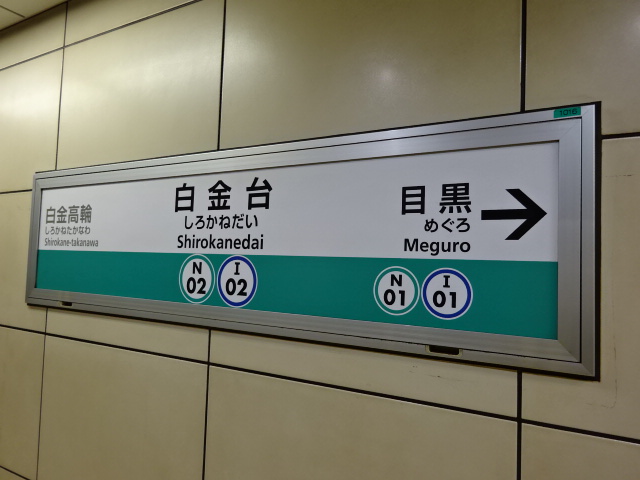 白金高輪
しろかねたかなわ
Shirokane-takanawa
白金台
しろかねだい
Shirokanedai
N
02
I
02
目黒
めぐろ
Meguro
N
01
I
01